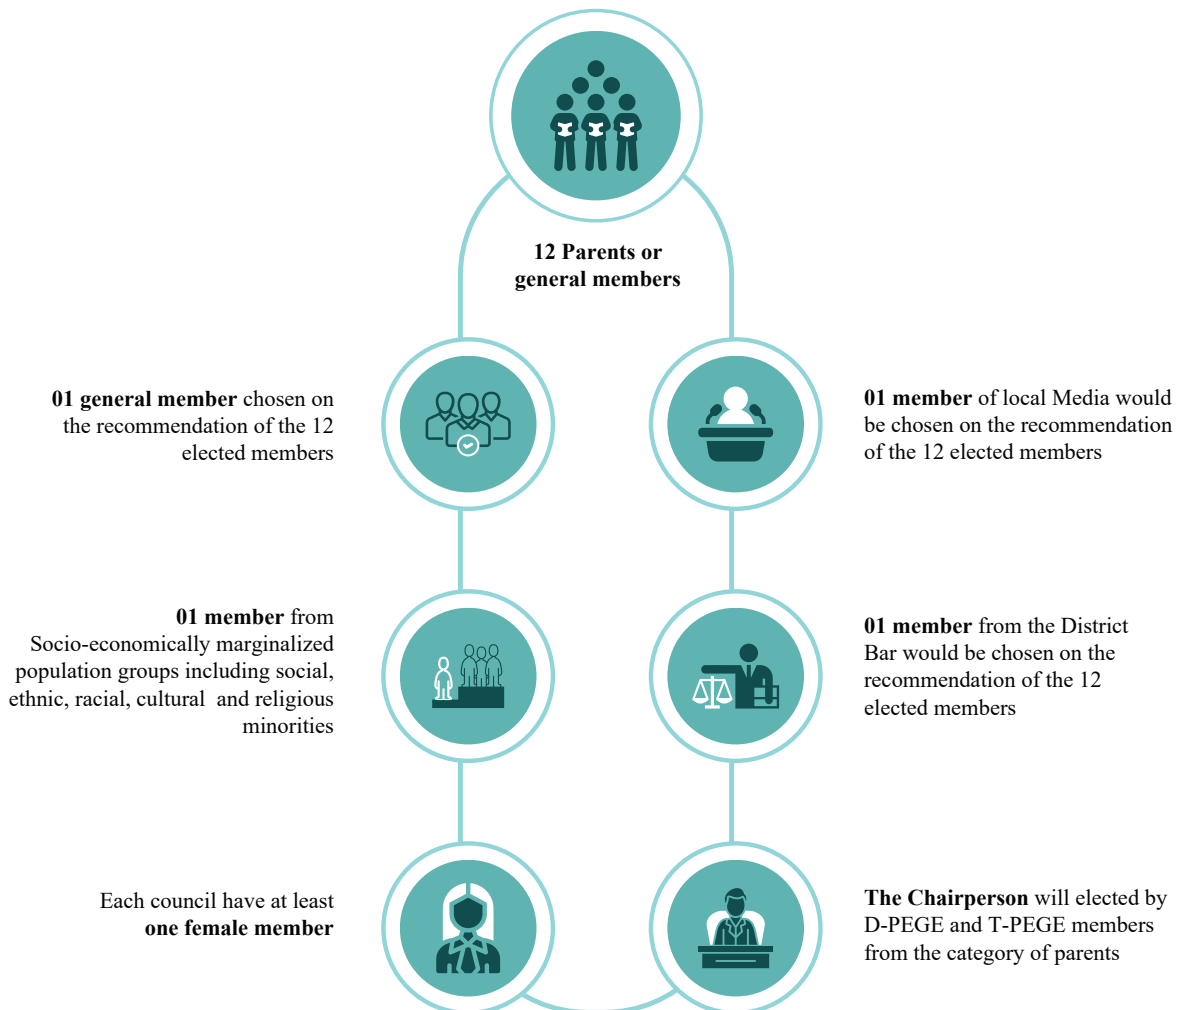 12 Parents or
general members
01 general member chosen on
the recommendation of the 12
elected members
01 member of local Media would
be chosen on the recommendation
of the 12 elected members
01 member from
Socio-economically marginalized
population groups including social,
ethnic, racial, cultural and religious
minorities
01 member from the District
Bar would be chosen on the
recommendation of the 12
elected members
Each council have at least
one female member
The Chairperson will elected by
D-PEGE and T-PEGE members
from the category of parents